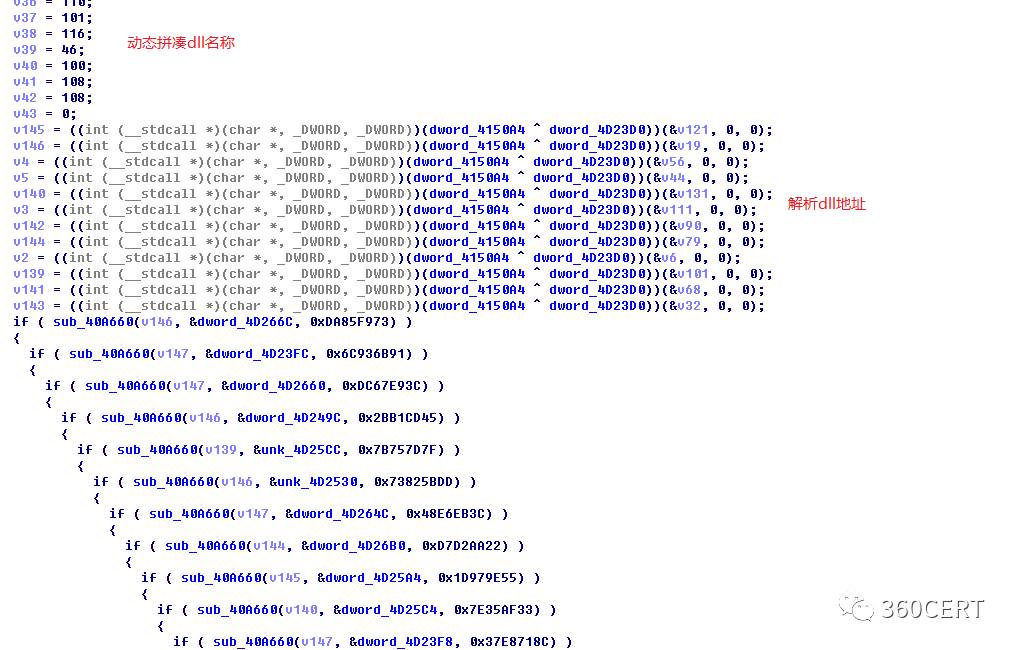 v36 = 110;
v37 = 101;
v38 = 116;
动态拼凑dll名称
v39 = 46;
v40 = 100;
v41 = 108;
v42 = 108;
v43 = 0;
v145 = ((int (__stdcall *)(char *, _DWORD, _DWORD))(dword_4150A4 ^ dword_4D23D0))(&v121, 0, 0);
v146 = ((int (__stdcall *)(char *, _DWORD, _DWORD))(dword_4150A4 ^ dword_4D23D0))(&v19, 0, 0);
v4 = ((int (__stdcall *)(char *, _DWORD, _DWORD))(dword_4150A4 ^ dword_4D23D0))(&v56, 0, 0);
v5 = ((int (__stdcall *)(char *, _DWORD, _DWORD))(dword_4150A4 ^ dword_4D23D0))(&v44, 0, 0);
v140 = ((int (__stdcall *)(char *, _DWORD, _DWORD))(dword_4150A4 ^ dword_4D23D0))(&v131, 0, 0);
v3 = ((int (__stdcall *)(char *, _DWORD, _DWORD))(dword_4150A4 ^ dword_4D23D0))(&v111, 0, 0);
解析dll地址
v142 = ((int (__stdcall *)(char *, _DWORD, _DWORD))(dword_4150A4 ^ dword_4D23D0))(&v90, 0, 0);
v144 = ((int (__stdcall *)(char *, _DWORD, _DWORD))(dword_4150A4 ^ dword_4D23D0))(&v79, 0, 0);
v2 = ((int (__stdcall *)(char *, _DWORD, _DWORD))(dword_4150A4 ^ dword_4D23D0))(&v6, 0, 0);
v139 = ((int (__stdcall *)(char *, _DWORD, _DWORD))(dword_4150A4 ^ dword_4D23D0))(&v101, 0, 0);
v141 = ((int (__stdcall *)(char *, _DWORD, _DWORD))(dword_4150A4 ^ dword_4D23D0))(&v68, 0, 0);
v143 = ((int (__stdcall *)(char *, _DWORD, _DWORD))(dword_4150A4 ^ dword_4D23D0))(&v32, 0, 0);
if ( sub_40A660(v146, &dword_4D266C, 0xDA85F973) )
{
if ( sub_40A660(v147, &dword_4D23FC, 0x6C936B91) )
{
if ( sub_40A660(v147, &dword_4D2660, 0xDC67E93C) )
{
if ( sub_40A660(v146, &dword_4D249C, 0x2BB1CD45) )
{
if ( sub_40A660(v139, &unk_4D25CC, 0x7B757D7F) )
{
if ( sub_40A660(v146, &unk_4D2530, 0x73825BDD) )
{
if ( sub_40A660(v147, &dword_4D264C, 0x48E6EB3C) )
{
if ( sub_40A660(v144, &dword_4D26B0, 0xD7D2AA22) )
{
if ( sub_40A660(v145, &dword_4D25A4, 0x1D979E55) )
{
if ( sub_40A660(v140, &dword_4D25C4, 0x7E35AF33) )
{
if ( sub_40A660(v147, &dword_4D23F8, 0x37E8718C) )
360CERT